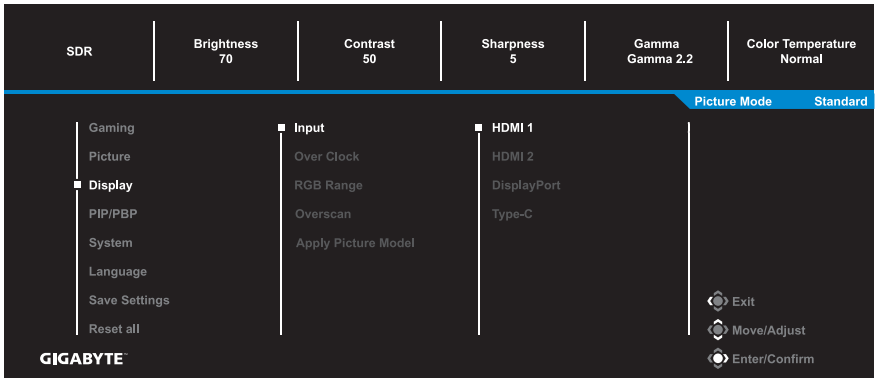 SDR
Brightness
70
Contrast
50
Sharpness
5
Gamma
Gamma 2.2
Color Temperature
Normal
Picture Mode Standard
Gaming
Picture
Display
PIP/PBP
System
Language
Save Settings
Reset all
Input
Over Clock
RGB Range
Overscan
Apply Picture Model
HDMI 1
HDMI 2
DisplayPort
Type-C
Exit
Move/Adjust
Enter/Confirm
GIGABYTE™